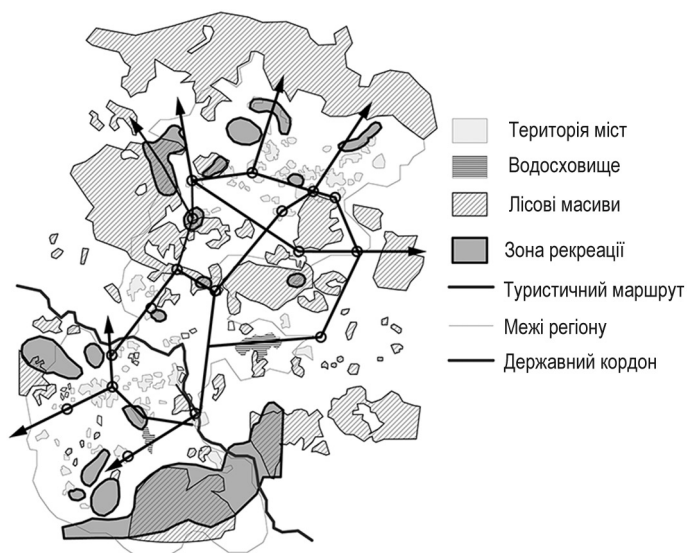 Територія міст
Водосховище
Лісові масиви
Зона рекреації
Туристичний маршрут
Межі регіону
Державний кордон